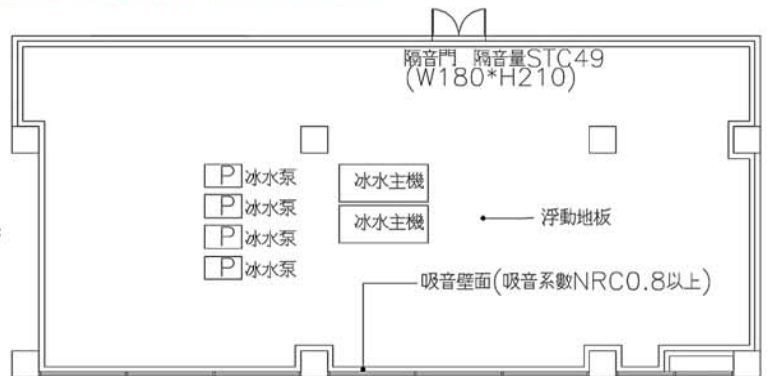 隔音門 隔音量STC49
(W180*H210)
P 冰水泵
P 冰水泵
P 冰水泵
P 冰水泵
冰水主機
冰水主機
浮動地板
吸音壁面(吸音系數NRC0.8以上)